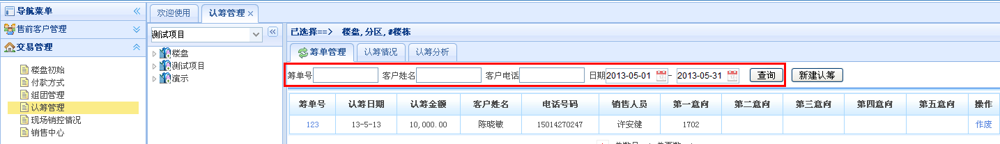 导航菜单
售前客户管理
交易管理
楼盘初始
付款方式
组团管理
认筹管理
现场销控情况
销售中心
欢迎使用 认筹管理
测试项目
楼盘
测试项目
演示
已选择==> 楼盘,分区,#楼栋
筹单管理 认筹情况 认筹分析
筹单号 客户姓名 客户电话 日期 2013-05-01 - 2013-05-31 查询 新建认筹
筹单号 认筹日期 认筹金额 客户姓名 电话号码 销售人员 第一意向 第二意向 第三意向 第四意向 第五意向 操作
123 13-5-13 10,000.00 陈晓敏 15014270247 许安健 1702 作废